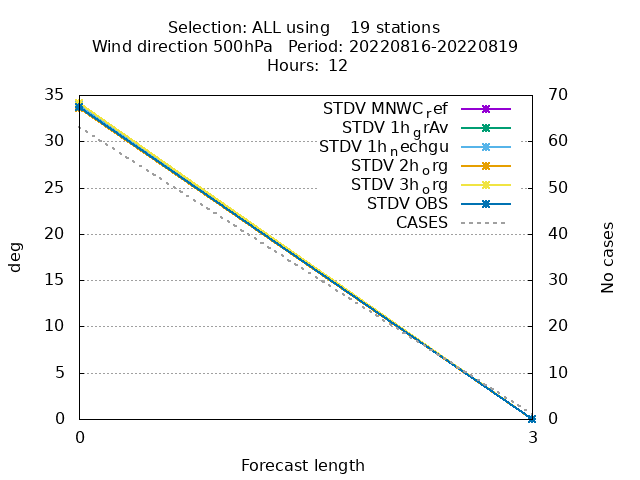 Selection: ALL using 19 stations
Wind direction 500hPa Period: 20220816-20220819
Hours: 12
35 70
STDV MNWC_ref
STDV 1h_grAv
30 60
STDV 1h_nechgu
STDV 2h_org
STDV 3h_org
25 50
STDV OBS
CASES
20 40
deg
No cases
15 30
10 20
5 10
0 0
0 3
Forecast length